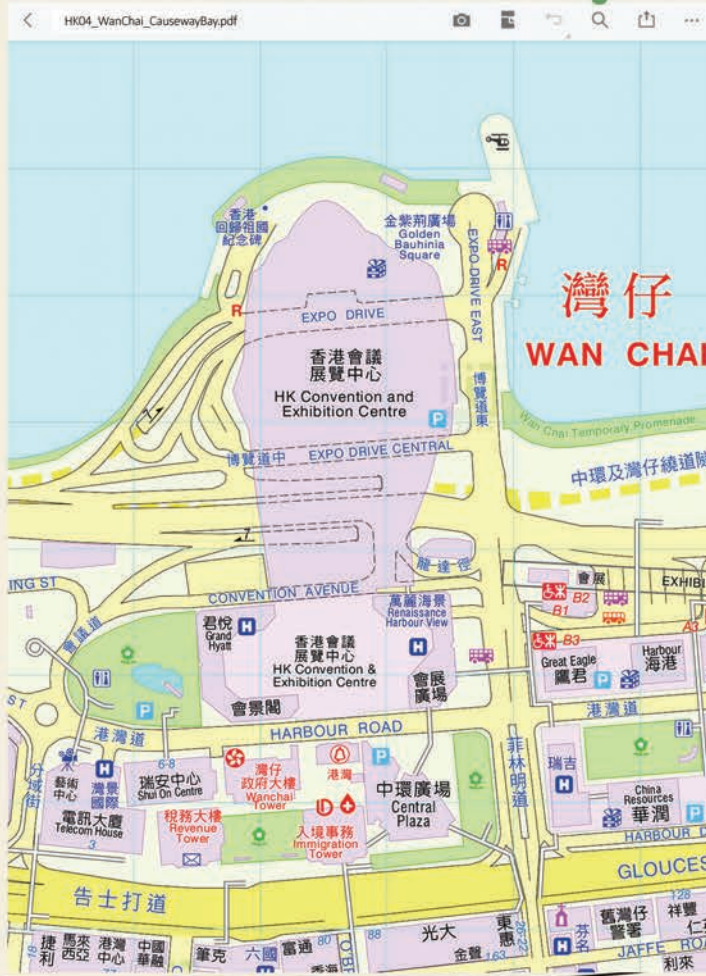 HK04_WanChai_CausewayBay.pdf
香港
回歸祖國
紀念碑
金紫荊廣場
Golden
Bauhinia
Square
EXPO DRIVE EAST
博覽道東
R
R
灣仔
WAN CHAI
EXPO DRIVE
香港會議
展覽中心
HK Convention and
Exhibition Centre
P
Wan Chai Temporary Promenade
博覽道中 EXPO DRIVE CENTRAL
中環及灣仔繞道隧
龍達徑
ING ST
CONVENTION AVENUE
會議道
會展
EXHIBI
B1
B2
B3
A3
君悅
Grand
Hyatt
H
萬麗海景
Renaissance
Harbour View
H
香港會議
展覽中心
HK Convention &
Exhibition Centre
會景閣
會展
廣場
Great Eagle
鷹君
P
Harbour
海港
P
ST
港灣道
HARBOUR ROAD
港灣道
分域街
藝術
中心
H
灣景
國際
6-8
瑞安中心
Shui On Centre
灣仔
政府大樓
Wanchai
Tower
港灣
P
中環廣場
Central
Plaza
菲林明道
瑞吉
H
China
Resources
華潤
P
電訊大廈
Telecom House
3
稅務大樓
Revenue
Tower
入境事務
Immigration
Tower
HARBOUR D
告士打道
GLOUCES
捷利
馬來
西亞
港灣
中心
中國
華融
筆克
六國
H
富通
80
88
光大
金聲
163
東惠
26-22
H
芬名
舊灣仔
警署
128
祥豐
JAFFE ROAD
利來